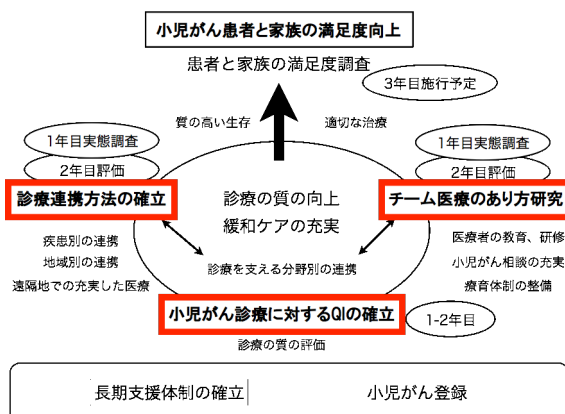 小児がん患者と家族の満足度向上
患者と家族の満足度調査
3年目施行予定
質の高い生存
適切な治療
1年目実態調査
2年目評価
診療連携方法の確立
疾患別の連携
地域別の連携
遠隔地での充実した医療
診療の質の向上
緩和ケアの充実
診療を支える分野別の連携
1年目実態調査
2年目評価
チーム医療のあり方研究
医療者の教育、研修
小児がん相談の充実
療育体制の整備
小児がん診療に対するQIの確立
1-2年目
診療の質の評価
長期支援体制の確立
小児がん登録